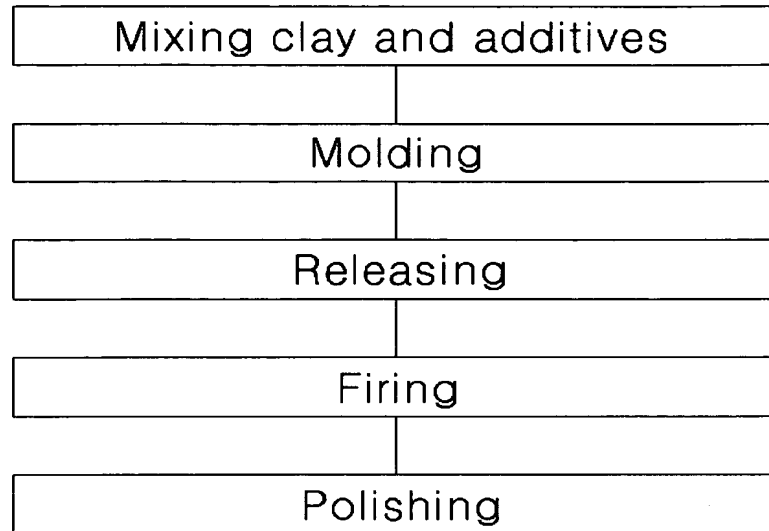 Mixing clay and additives
Molding
Releasing
Firing
Polishing